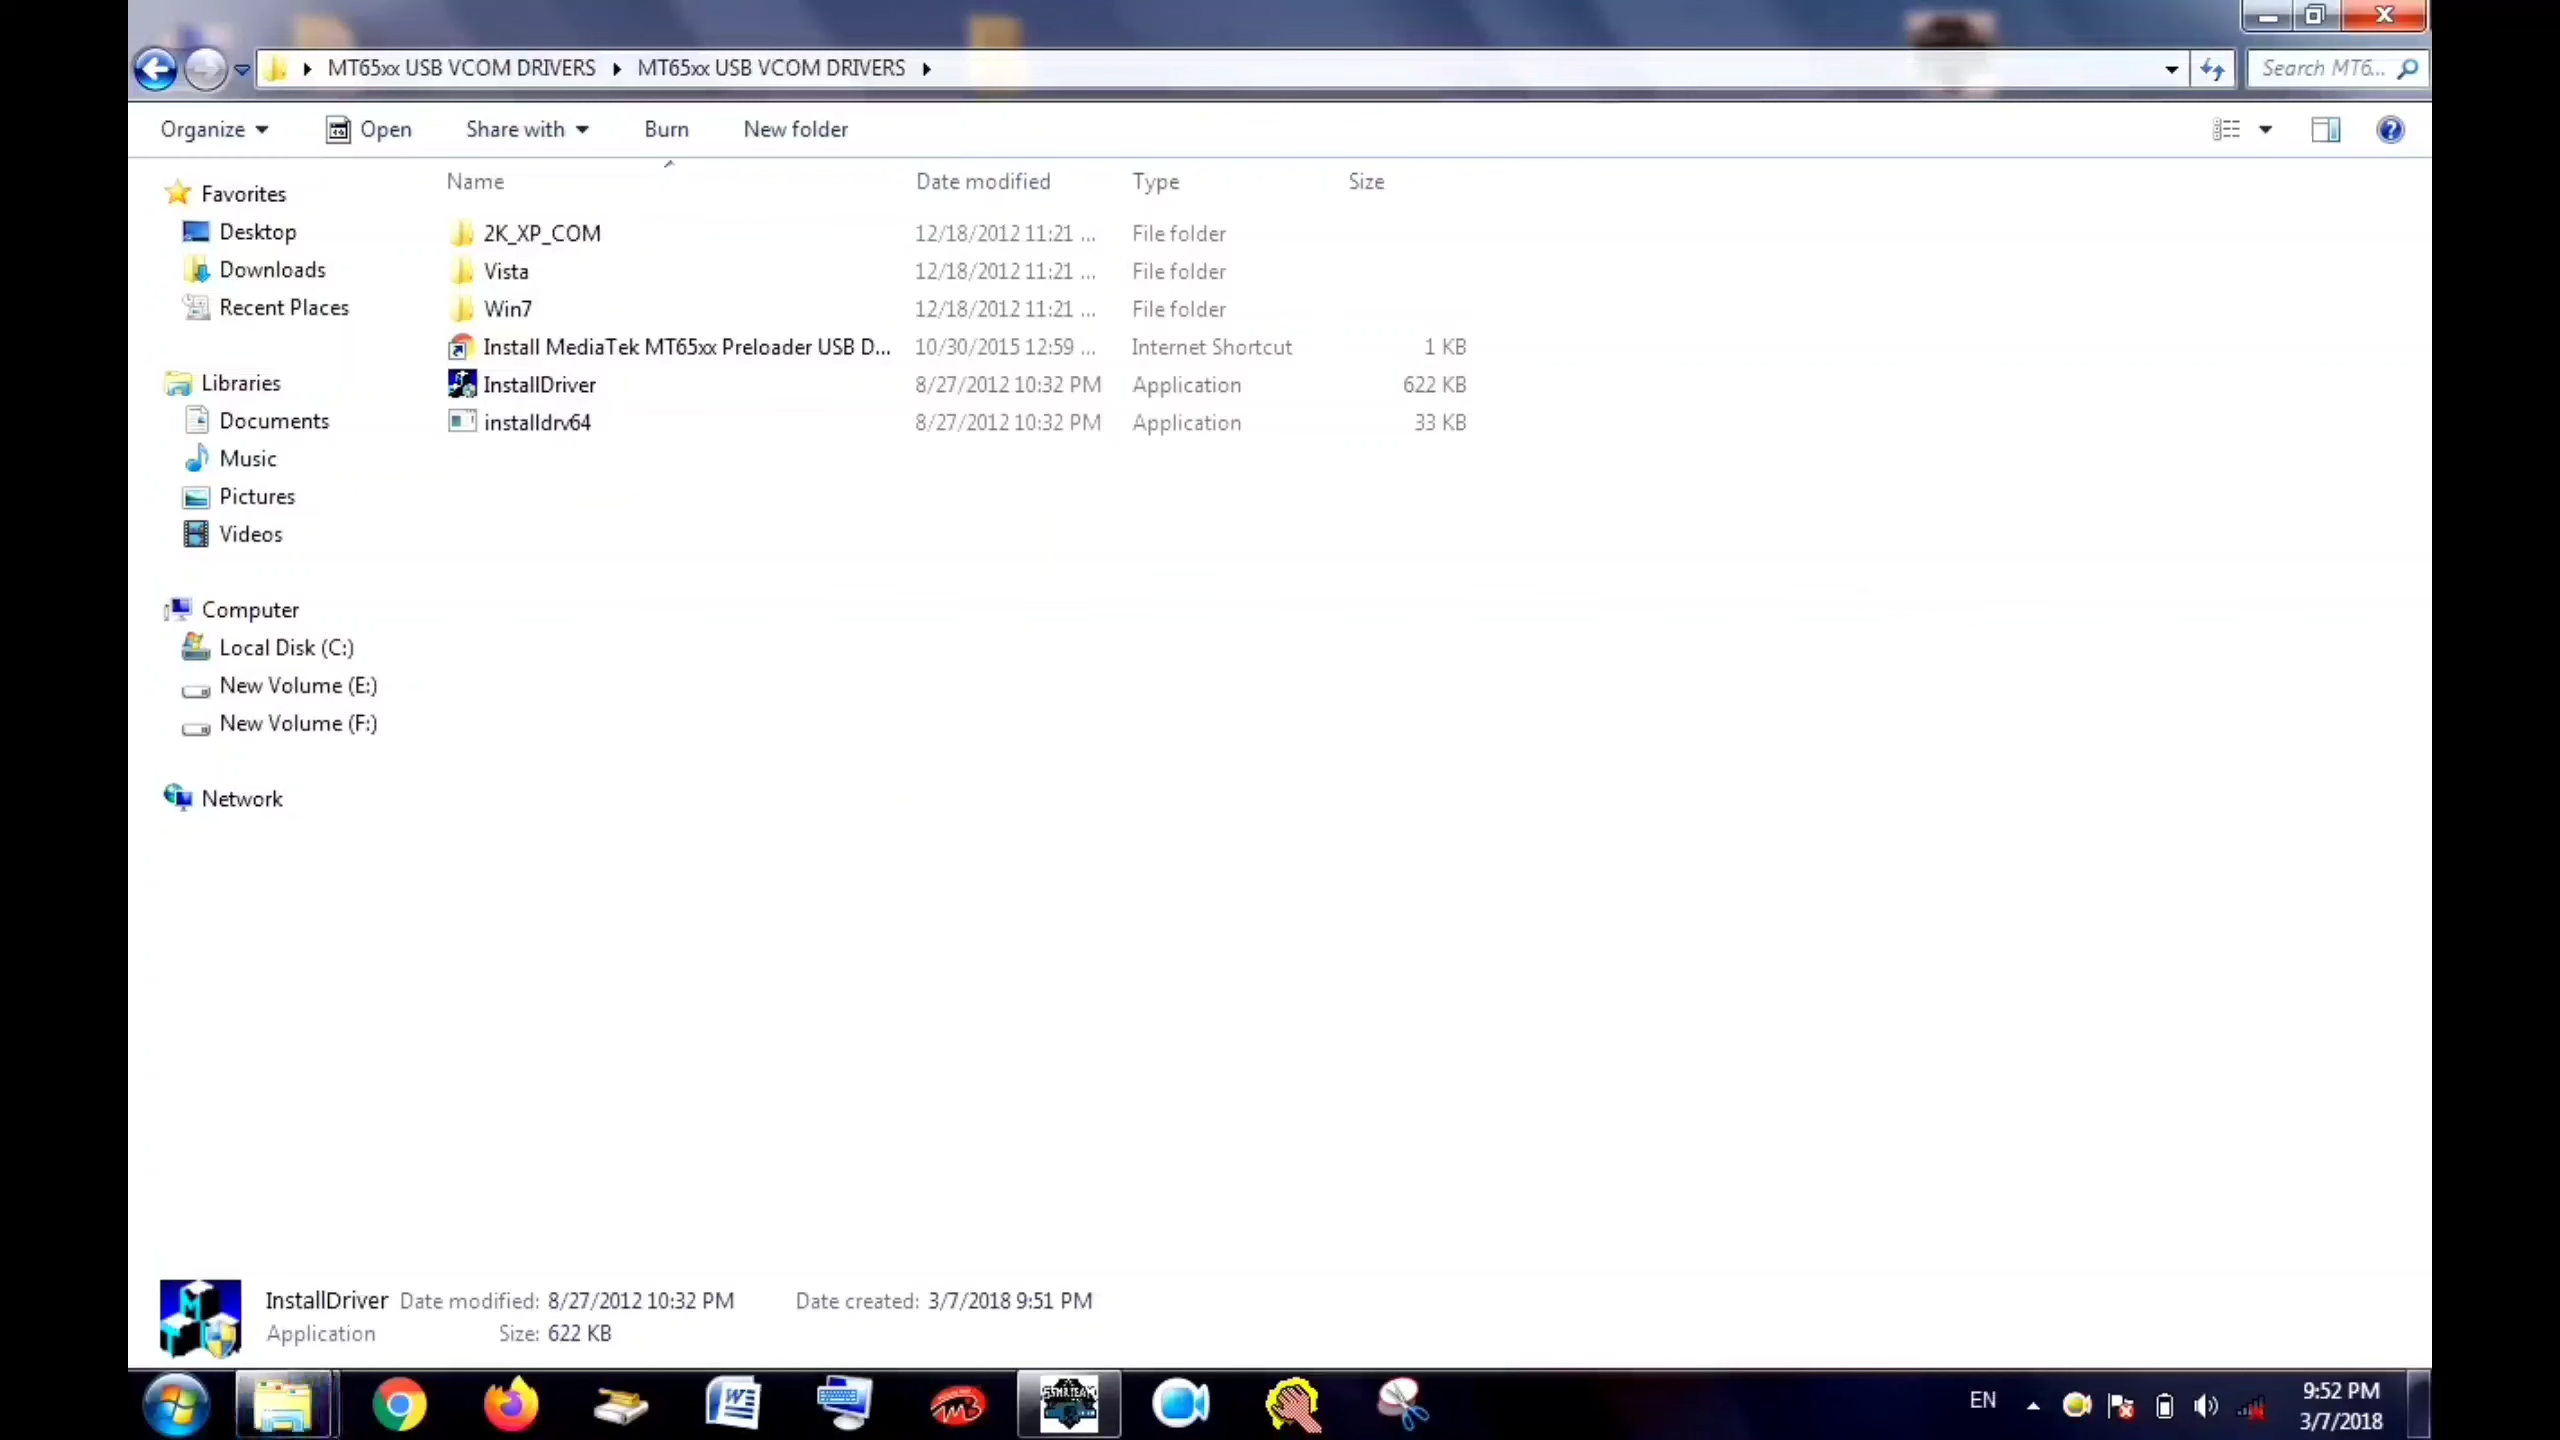 MT65xx USB VCOM DRIVERS MT65xx USB VCOM DRIVERS Search MT6...
Organize Open Share with Burn New folder
Name Date modified Type Size
Favorites
Desktop
Downloads
Recent Places
Libraries
Documents
Music
Pictures
Videos
Computer
Local Disk (C:)
New Volume (E:)
New Volume (F:)
Network
2K_XP_COM 12/18/2012 11:21 ... File folder
Vista 12/18/2012 11:21 ... File folder
Win7 12/18/2012 11:21 ... File folder
Install MediaTek MT65xx Preloader USB D... 10/30/2015 12:59 ... Internet Shortcut 1 KB
InstallDriver 8/27/2012 10:32 PM Application 622 KB
installdrv64 8/27/2012 10:32 PM Application 33 KB
InstallDriver Date modified: 8/27/2012 10:32 PM Date created: 3/7/2018 9:51 PM
Application Size: 622 KB
EN 9:52 PM
3/7/2018